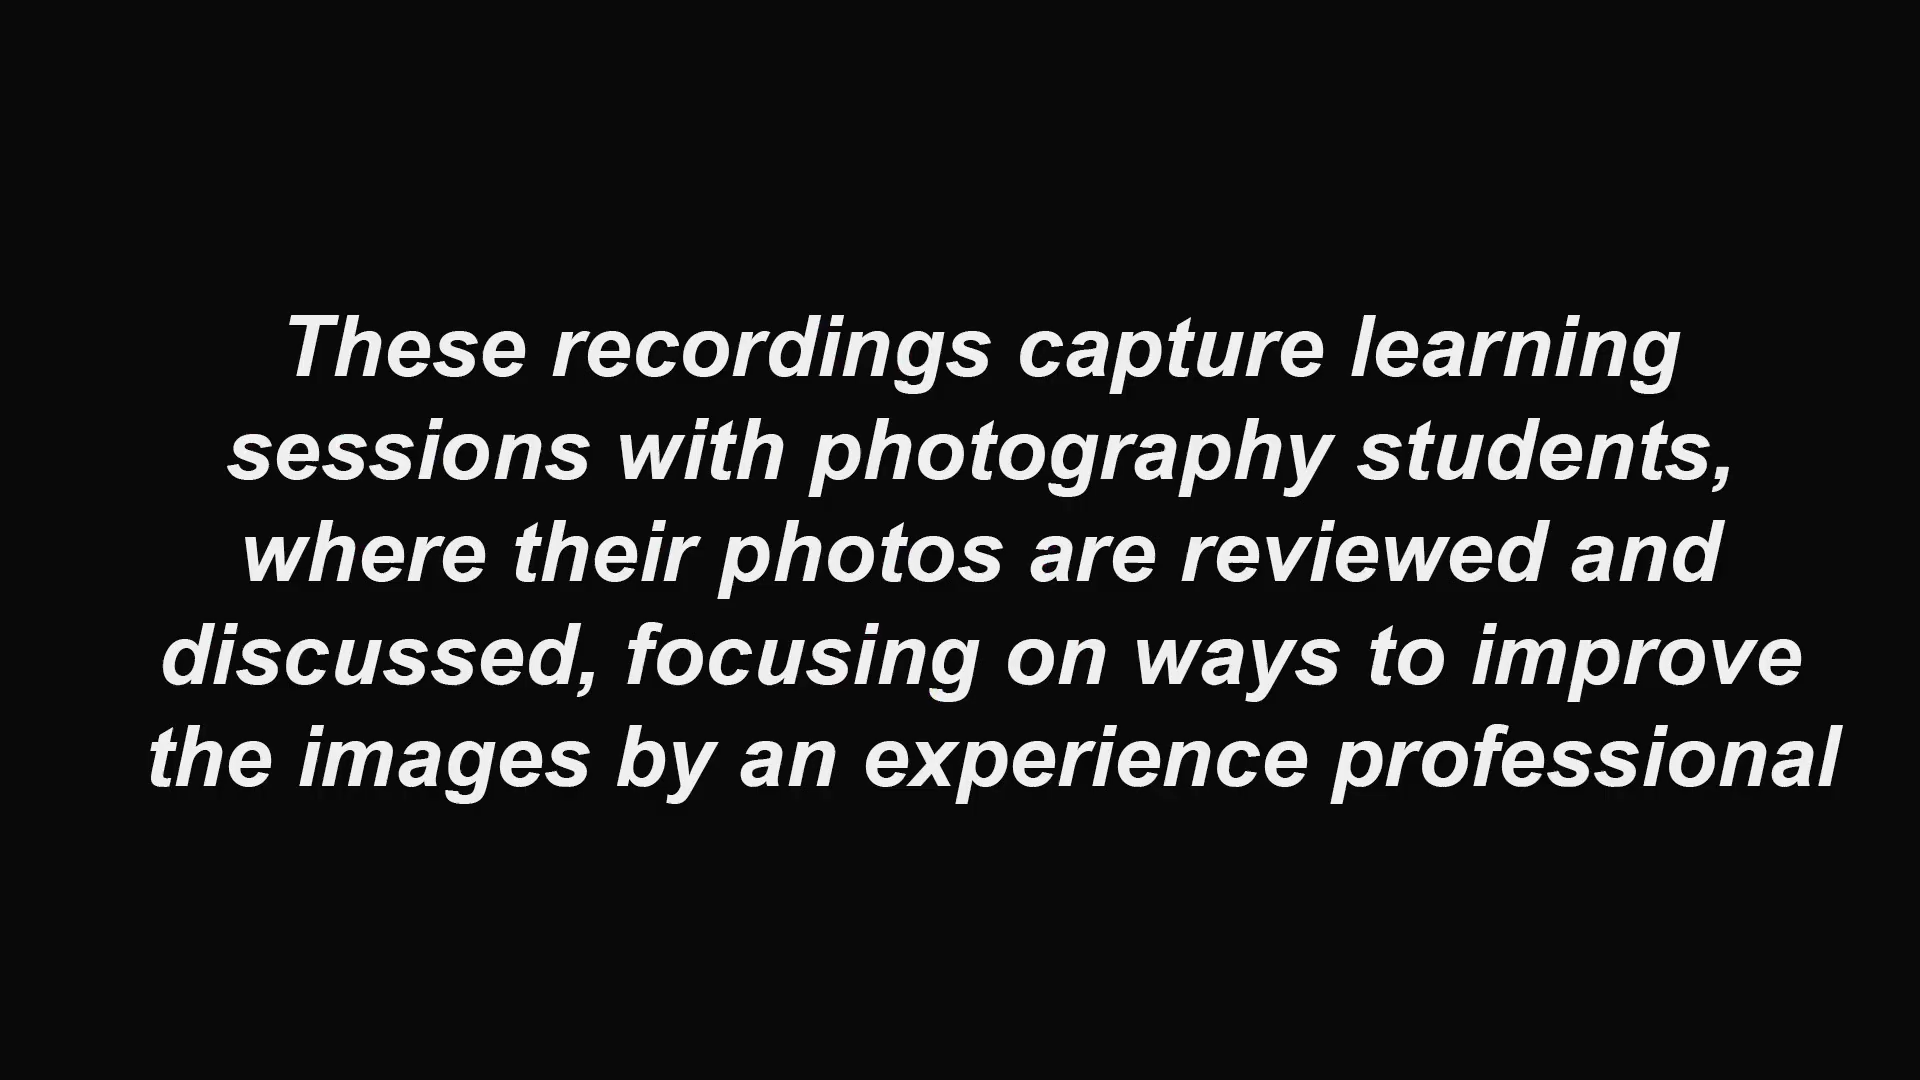 These recordings capture learning
sessions with photography students,
where their photos are reviewed and
discussed, focusing on ways to improve
the images by an experience professional